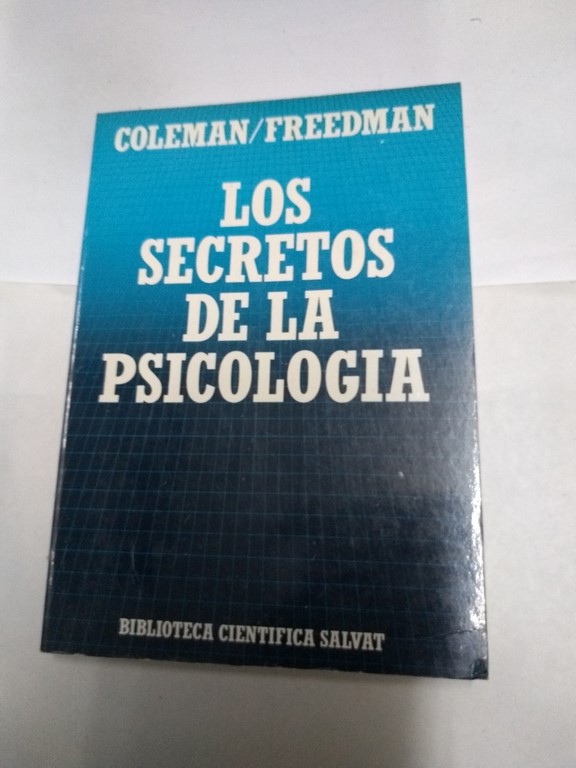 COLEMAN/FREEDMAN
LOS
SECRETOS
DE LA
PSICOLOGIA
BIBLIOTECA CIENTIFICA SALVAT